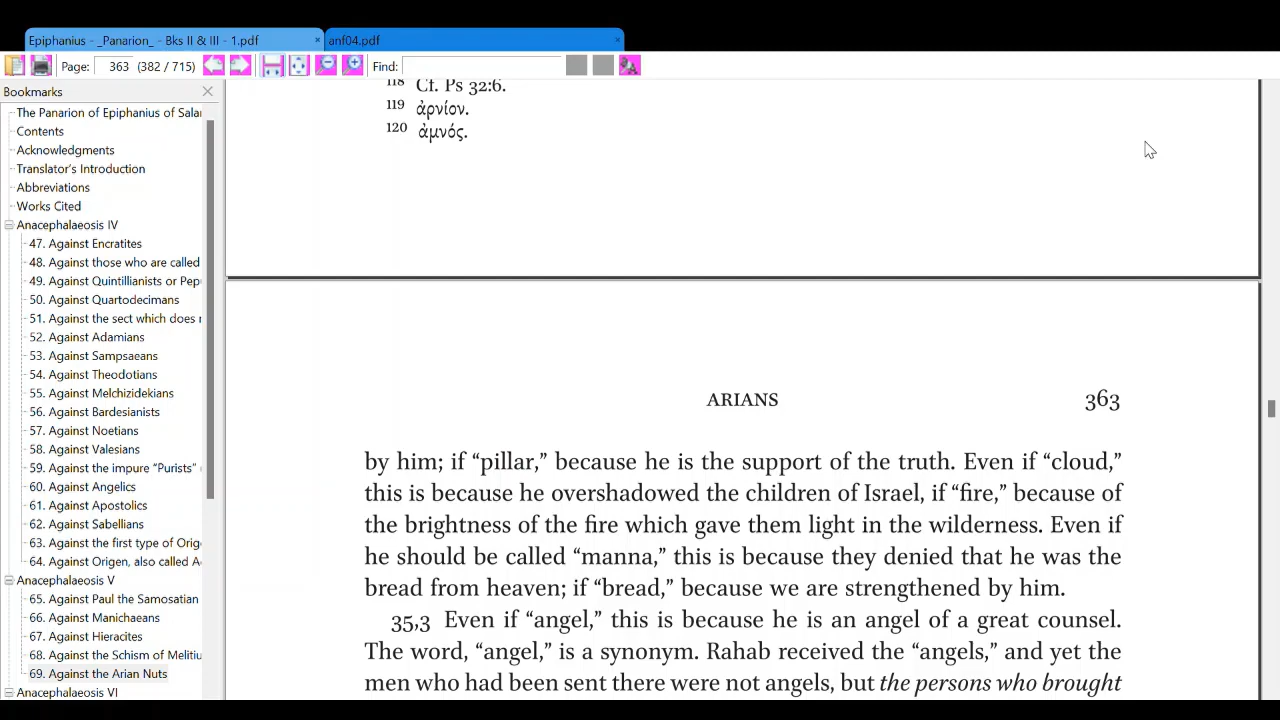 Epiphanius - _Panarion_ - Bks II & III - 1.pdf × anf04.pdf ×
Page: 363 (382 / 715) Find:
Bookmarks
The Panarion of Epiphanius of Salar
Contents
Acknowledgments
Translator's Introduction
Abbreviations
Works Cited
Anacephalaeosis IV
47. Against Encratites
48. Against those who are called
49. Against Quintillianists or Pep
50. Against Quartodecimans
51. Against the sect which does r
52. Against Adamians
53. Against Sampsaeans
54. Against Theodotians
55. Against Melchizidekians
56. Against Bardesianists
57. Against Noetians
58. Against Valesians
59. Against the impure “Purists” (
60. Against Angelics
61. Against Apostolics
62. Against Sabellians
63. Against the first type of Orig
64. Against Origen, also called A
Anacephalaeosis V
65. Against Paul the Samosatian
66. Against Manichaeans
67. Against Hieracites
68. Against the Schism of Melitiu
69. Against the Arian Nuts
Anacephalaeosis VI
118 Cf. Ps 32:6.
119 ἀρνίον.
120 ἀμνός.
ARIANS 363
by him; if “pillar,” because he is the support of the truth. Even if “cloud,”
this is because he overshadowed the children of Israel, if “fire,” because of
the brightness of the fire which gave them light in the wilderness. Even if
he should be called “manna,” this is because they denied that he was the
bread from heaven; if “bread,” because we are strengthened by him.
35,3 Even if “angel,” this is because he is an angel of a great counsel.
The word, “angel,” is a synonym. Rahab received the “angels,” and yet the
men who had been sent there were not angels, but the persons who brought